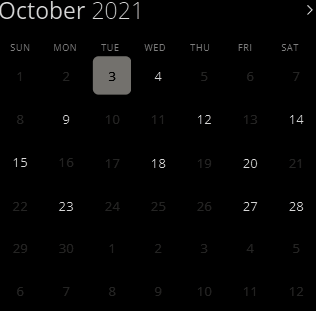 October 2021
SUN MON TUE WED THU FRI SAT
1 2 3 4 5 6 7
8 9 10 11 12 13 14
15 16 17 18 19 20 21
22 23 24 25 26 27 28
29 30 1 2 3 4 5
6 7 8 9 10 11 12